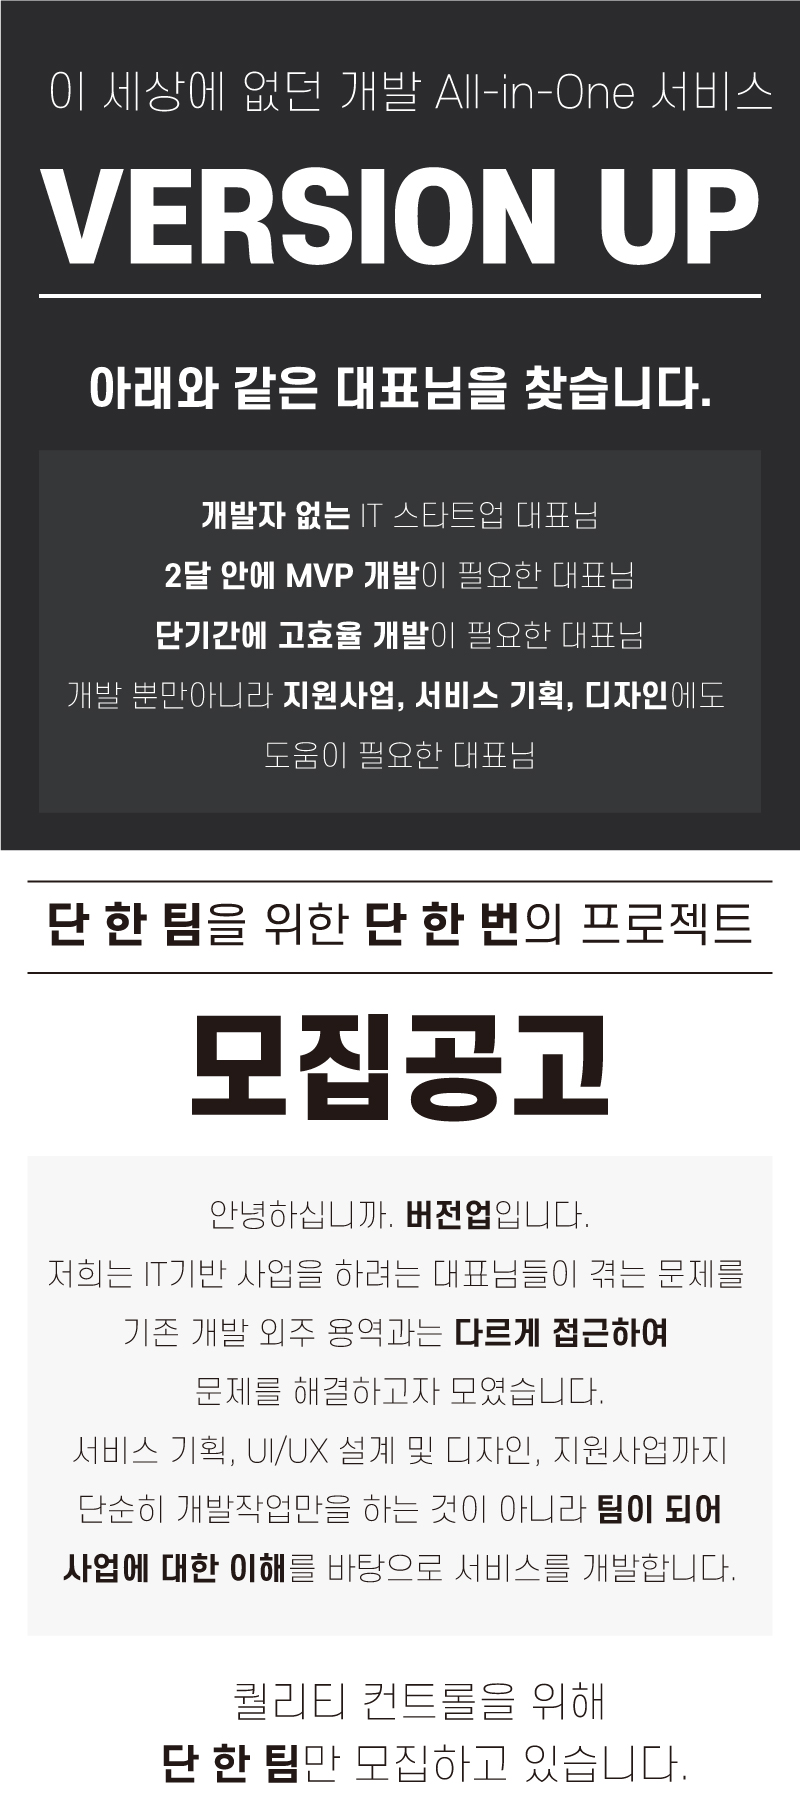 이 세상에 없던 개발 All-in-One 서비스
VERSION UP
아래와 같은 대표님을 찾습니다.
개발자 없는 IT 스타트업 대표님
2달 안에 MVP 개발이 필요한 대표님
단기간에 고효율 개발이 필요한 대표님
개발 뿐만아니라 지원사업, 서비스 기획, 디자인에도
도움이 필요한 대표님
단 한 팀을 위한 단 한 번의 프로젝트
모집공고
안녕하십니까. 버전업입니다.
저희는 IT기반 사업을 하려는 대표님들이 겪는 문제를
기존 개발 외주 용역과는 다르게 접근하여
문제를 해결하고자 모였습니다.
서비스 기획, UI/UX 설계 및 디자인, 지원사업까지
단순히 개발작업만을 하는 것이 아니라 팀이 되어
사업에 대한 이해를 바탕으로 서비스를 개발합니다.
퀄리티 컨트롤을 위해
단 한 팀만 모집하고 있습니다.